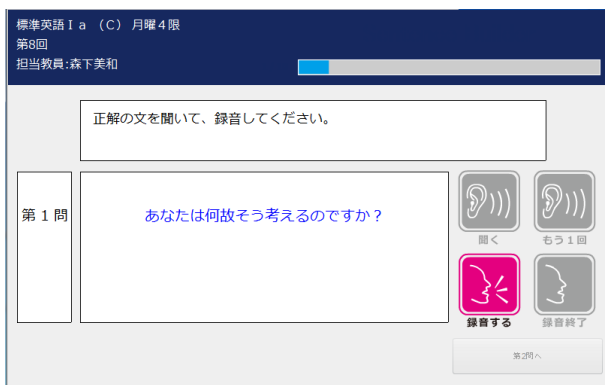 標準英語Ⅰａ （C） 月曜４限
第8回
担当教員:森下美和
正解の文を聞いて、録音してください。
第 1 問
あなたは何故そう考えるのですか？
聞く
もう１回
録音する
録音終了
第2問へ